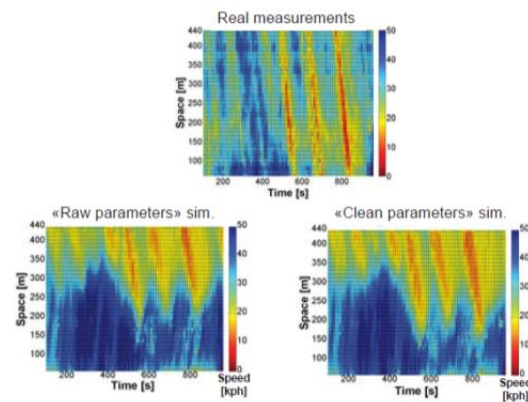 Real measurements
440
400
350
300
250
200
150
100
Space [m]
200 400 600 800
Time [s]
50
40
30
20
10
0
«Raw parameters» sim.
440
400
350
300
250
200
150
100
Space [m]
200 400 600 800
Time [s]
50
40
30
20
10
0
Speed
[kph]
«Clean parameters» sim.
440
400
350
300
250
200
150
100
Space [m]
200 400 600 800
Time [s]
50
40
30
20
10
0
Speed
[kph]